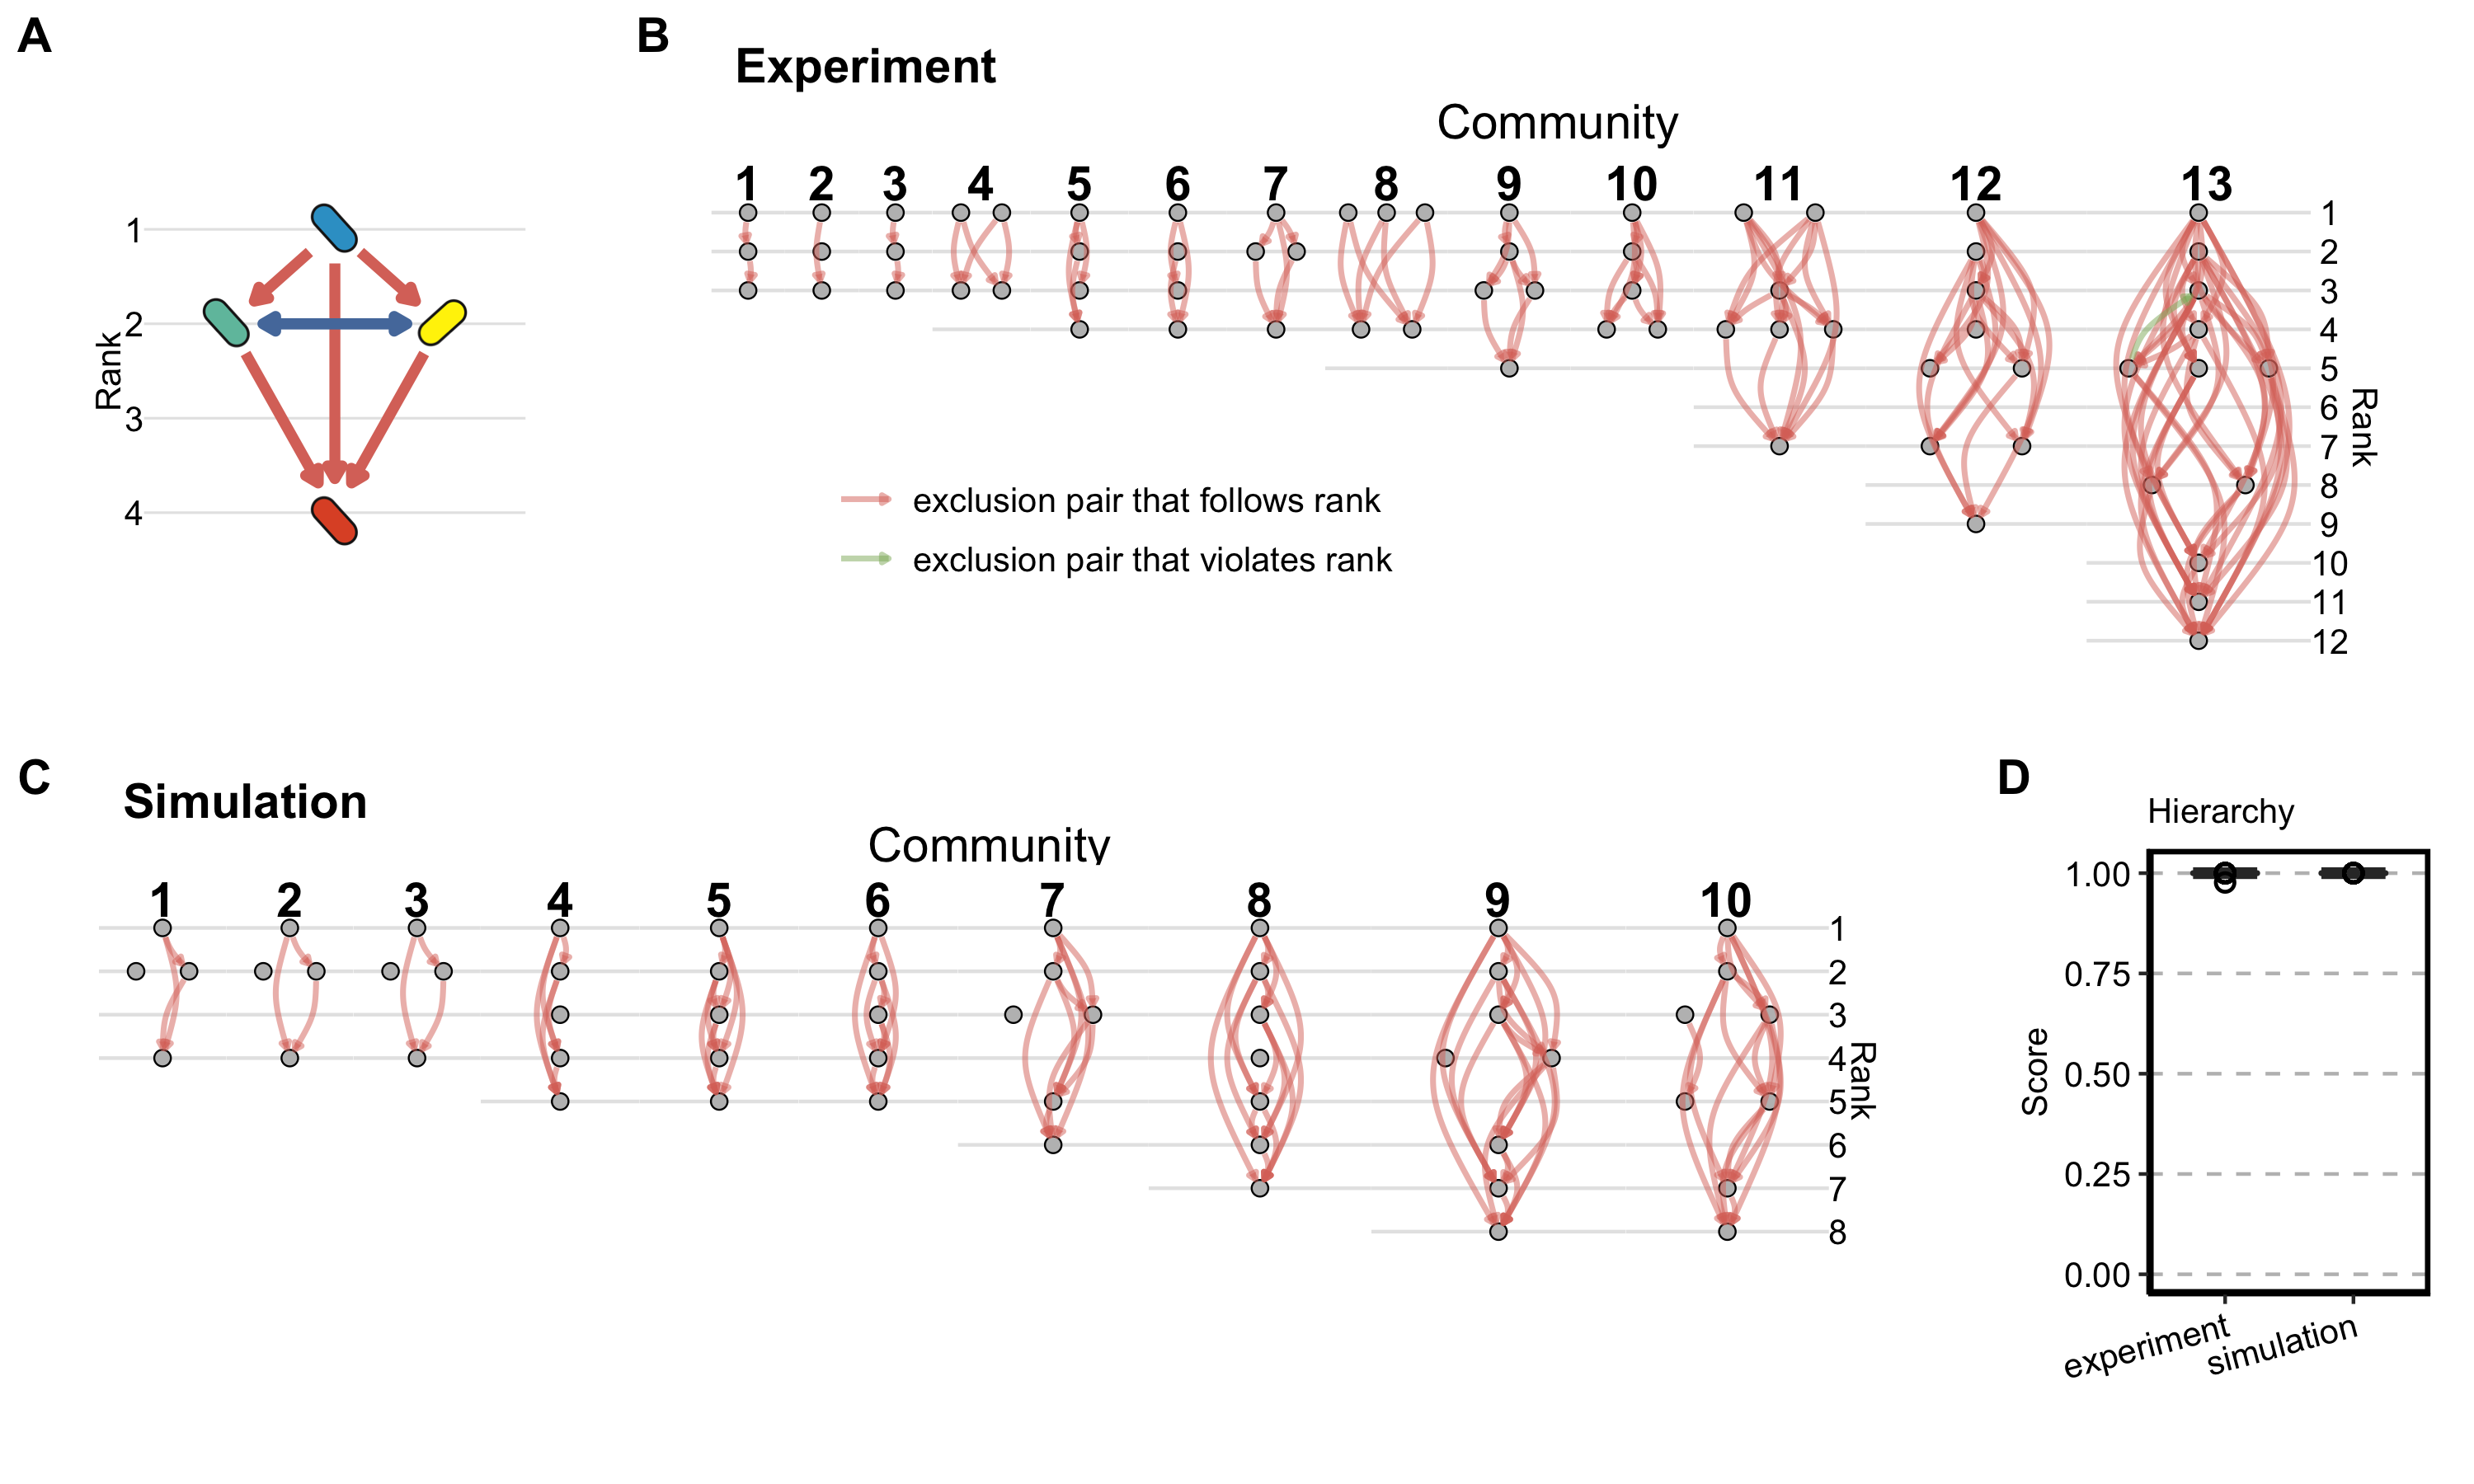 A
1
2
3
4
Rank
B
Experiment
Community
1 2 3 4 5 6 7 8 9 10 11 12 13
1
2
3
4
5
6
7
8
9
10
11
12
Rank
exclusion pair that follows rank
exclusion pair that violates rank
C
Simulation
Community
1 2 3 4 5 6 7 8 9 10
1
2
3
4
5
6
7
8
Rank
D
Hierarchy
1.00
0.75
0.50
0.25
0.00
Score
experiment
simulation